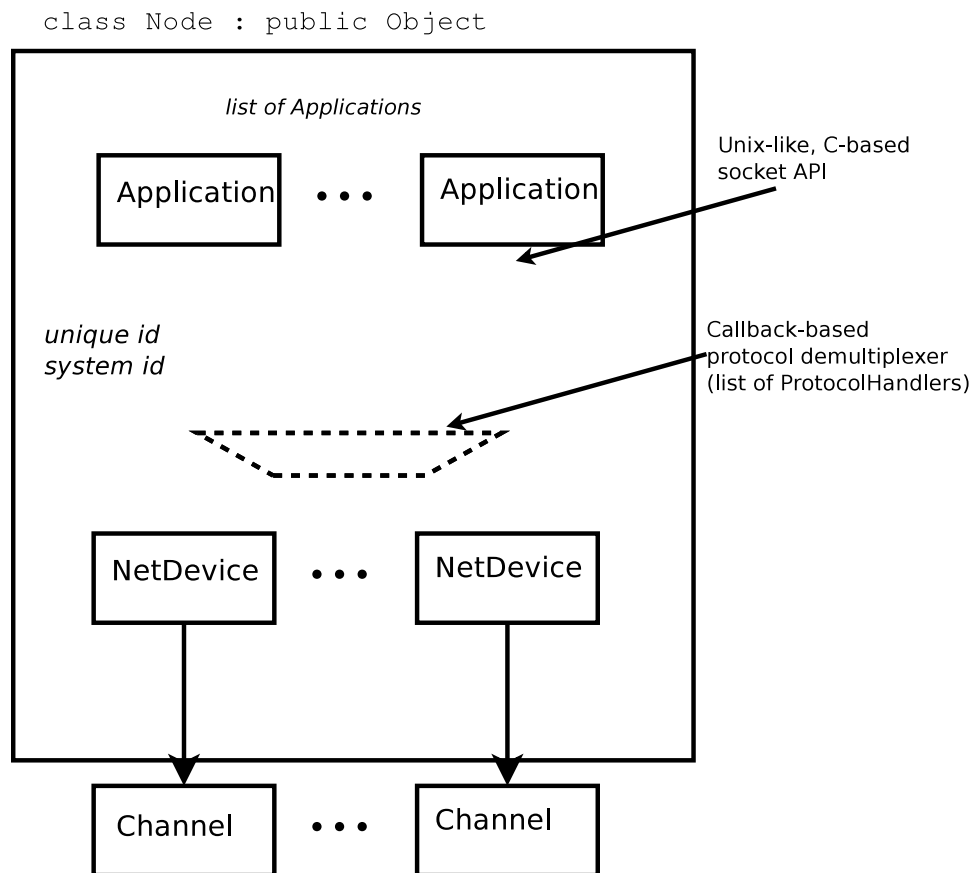 class Node : public Object
list of Applications
Unix-like, C-based
socket API
Application
Application
unique id
system id
Callback-based
protocol demultiplexer
(list of ProtocolHandlers)
NetDevice
NetDevice
Channel
Channel